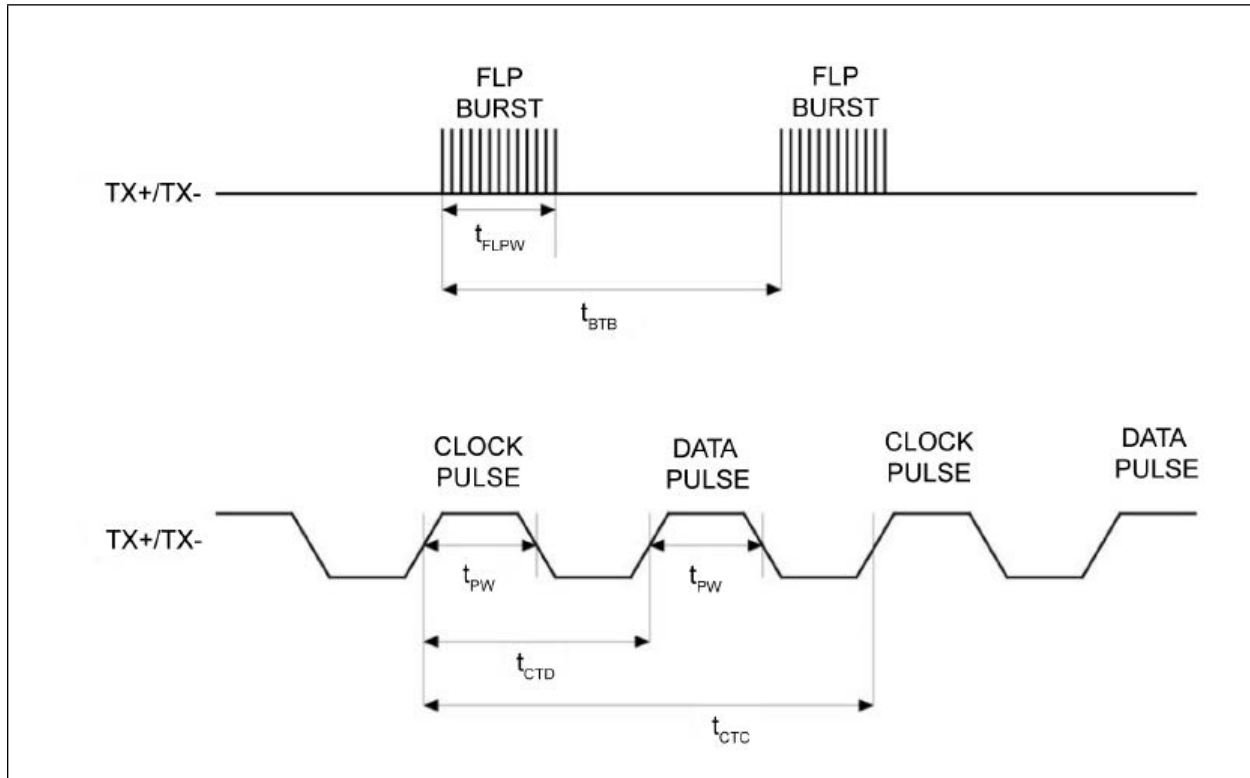 FLP
BURST
FLP
BURST
TX+/TX-
tFLPW
tBTB
CLOCK
PULSE
DATA
PULSE
CLOCK
PULSE
DATA
PULSE
TX+/TX-
tPW
tPW
tCTD
tCTC